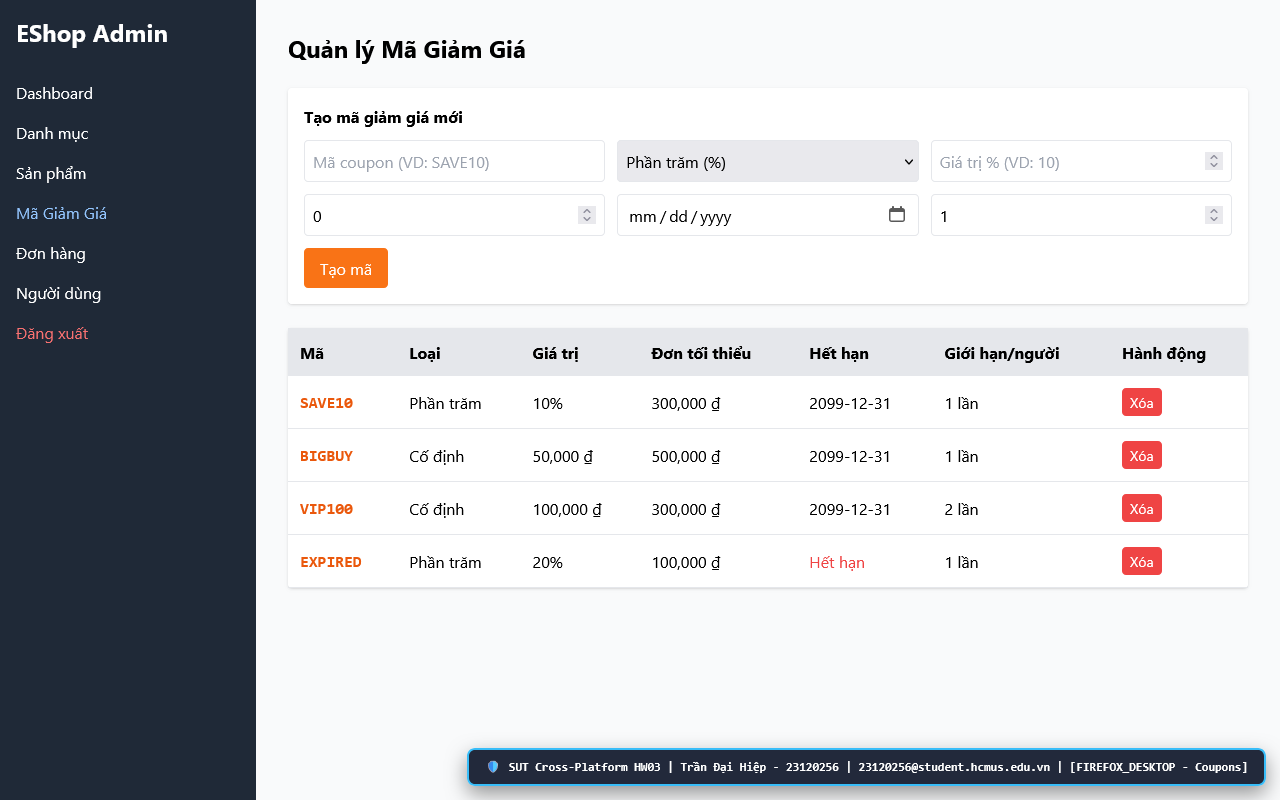 EShop Admin
Dashboard
Danh mục
Sản phẩm
Mã Giảm Giá
Đơn hàng
Người dùng
Đăng xuất
Quản lý Mã Giảm Giá
Tạo mã giảm giá mới
Mã coupon (VD: SAVE10) Phần trăm (%) Giá trị % (VD: 10)
0 mm / dd / yyyy 1
Tạo mã
Mã Loại Giá trị Đơn tối thiểu Hết hạn Giới hạn/người Hành động
SAVE10 Phần trăm 10% 300,000 ₫ 2099-12-31 1 lần Xóa
BIGBUY Cố định 50,000 ₫ 500,000 ₫ 2099-12-31 1 lần Xóa
VIP100 Cố định 100,000 ₫ 300,000 ₫ 2099-12-31 2 lần Xóa
EXPIRED Phần trăm 20% 100,000 ₫ Hết hạn 1 lần Xóa
SUT Cross-Platform HW03 | Trần Đại Hiệp - 23120256 | 23120256@student.hcmus.edu.vn | [FIREFOX_DESKTOP - Coupons]